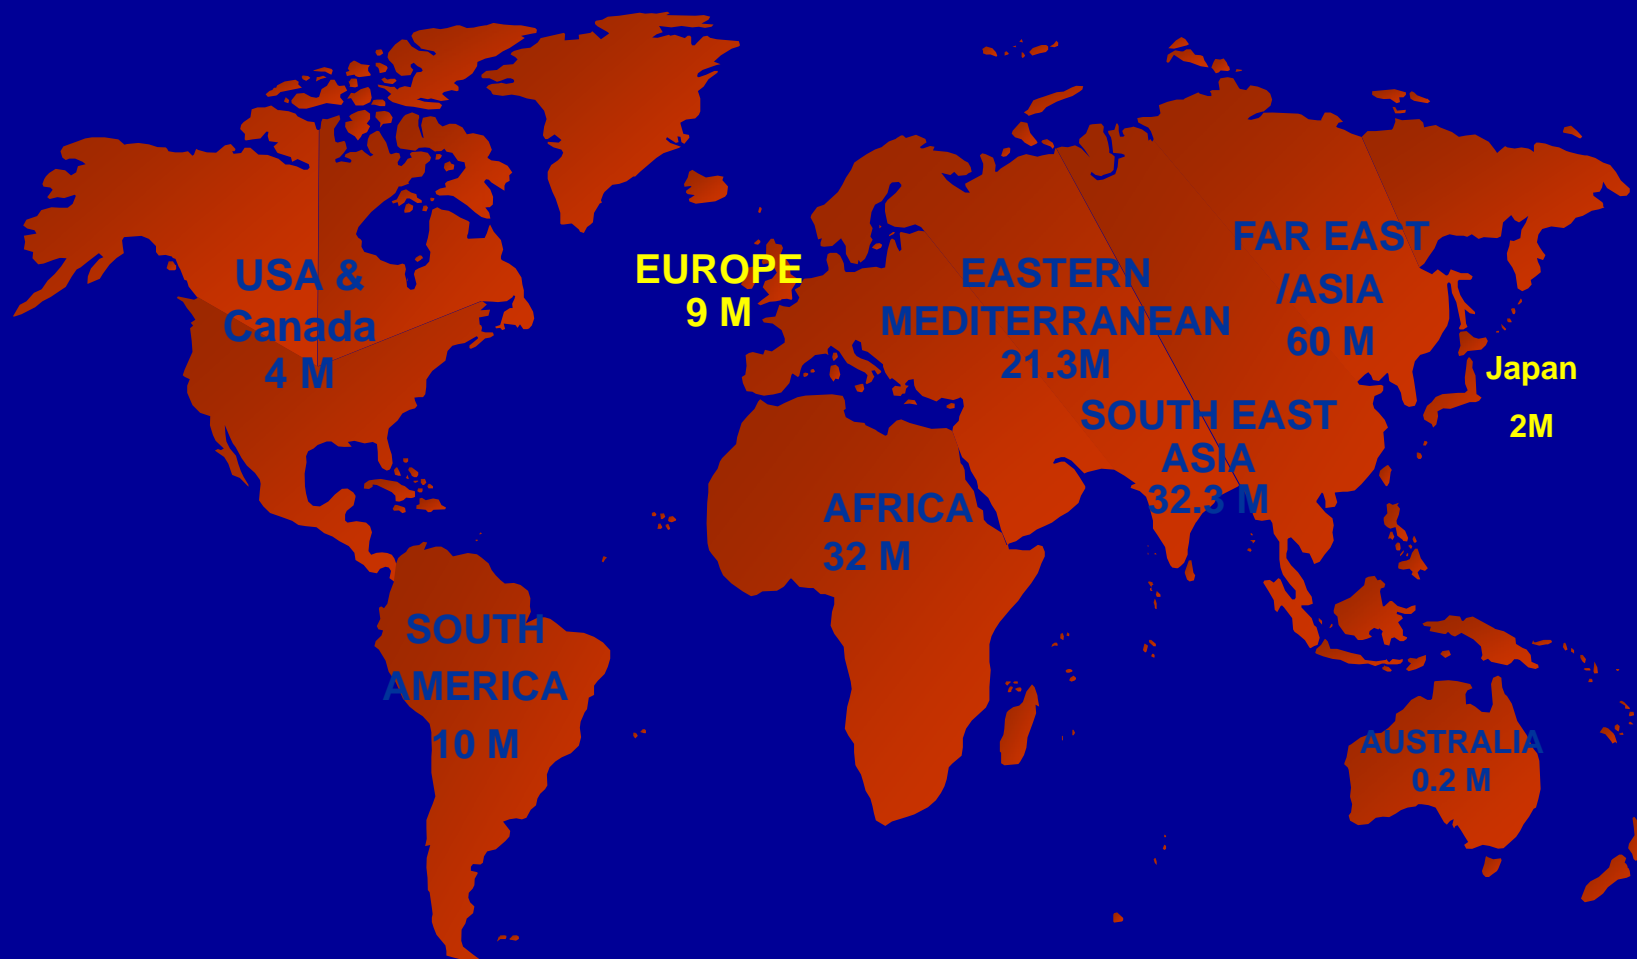 USA &
Canada
4 M
EUROPE
9 M
EASTERN
MEDITERRANEAN
21.3M
FAR EAST
/ASIA
60 M
Japan
2M
SOUTH EAST
ASIA
32.3 M
AFRICA
32 M
SOUTH
AMERICA
10 M
AUSTRALIA
0.2 M